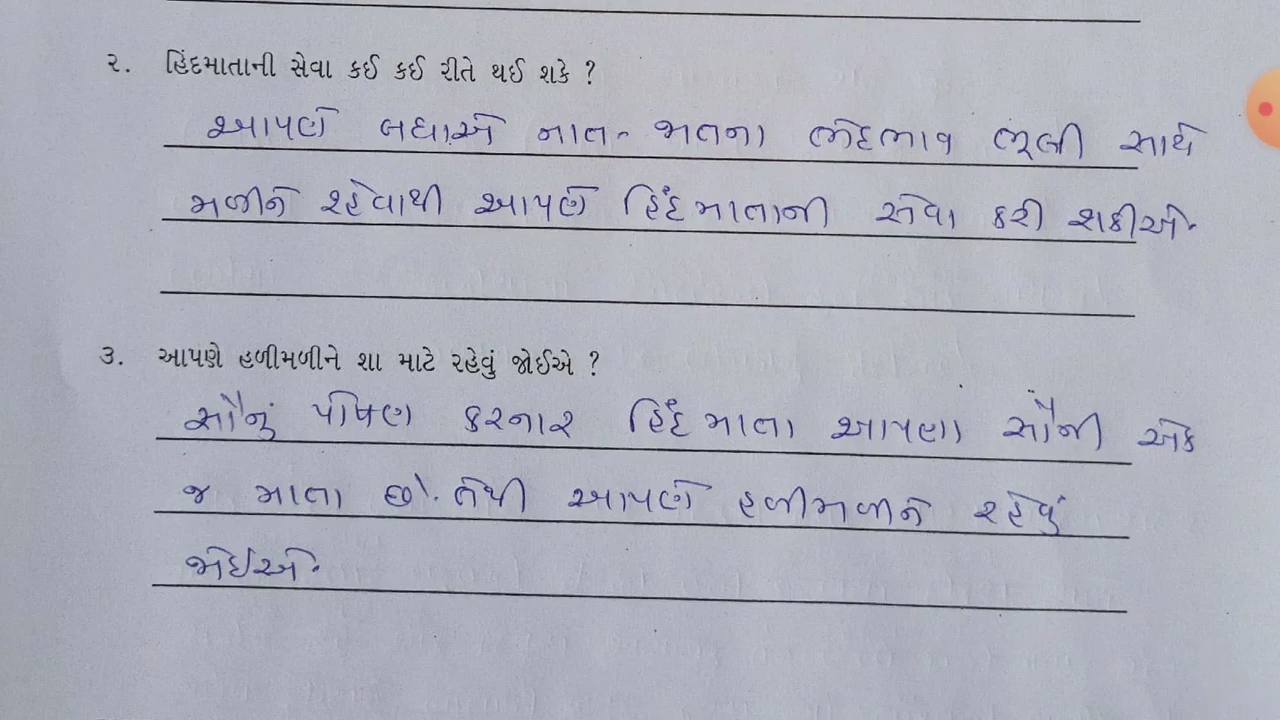 ૨. હિંદમાતાની સેવા કઈ કઈ રીતે થઈ શકે ?
આપણે બધાએ નાત- જાતના ભેદભાવ ભૂલી સાથે
મળીને રહેવાથી આપણે હિંદમાતાની સેવા કરી શકીએ.
૩. આપણે હળીમળીને શા માટે રહેવું જોઈએ ?
સૌનું પોષણ કરનાર હિંદ માતા આપણા સૌની એક
જ માતા છે. તેથી આપણે હળીમળીને રહેવું
જોઈએ.